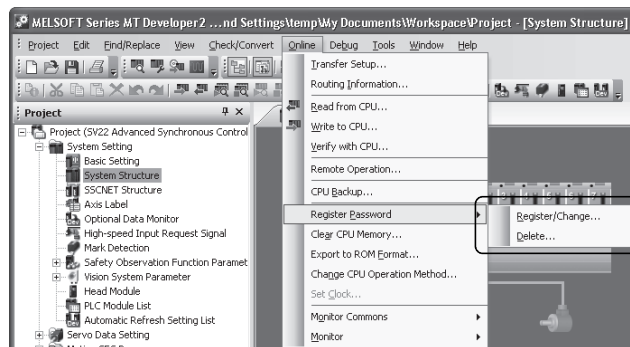 MELSOFT Series MT Developer2 ...nd Settings\temp\My Documents\Workspace\Project - [System Structure]
Project Edit Find/Replace View Check/Convert Online Debug Tools Window Help
Transfer Setup...
Routing Information...
Read from CPU...
Write to CPU...
Verify with CPU...
Remote Operation...
CPU Backup...
Register Password
Register/Change...
Delete...
Clear CPU Memory...
Export to ROM Format...
Change CPU Operation Method...
Set Clock...
Monitor Commons
Monitor
Project
Project (SV22 Advanced Synchronous Control
System Setting
Basic Setting
System Structure
SSCNET Structure
Axis Label
Optional Data Monitor
High-speed Input Request Signal
Mark Detection
Safety Observation Function Paramet
Vision System Parameter
Head Module
PLC Module List
Automatic Refresh Setting List
Servo Data Setting